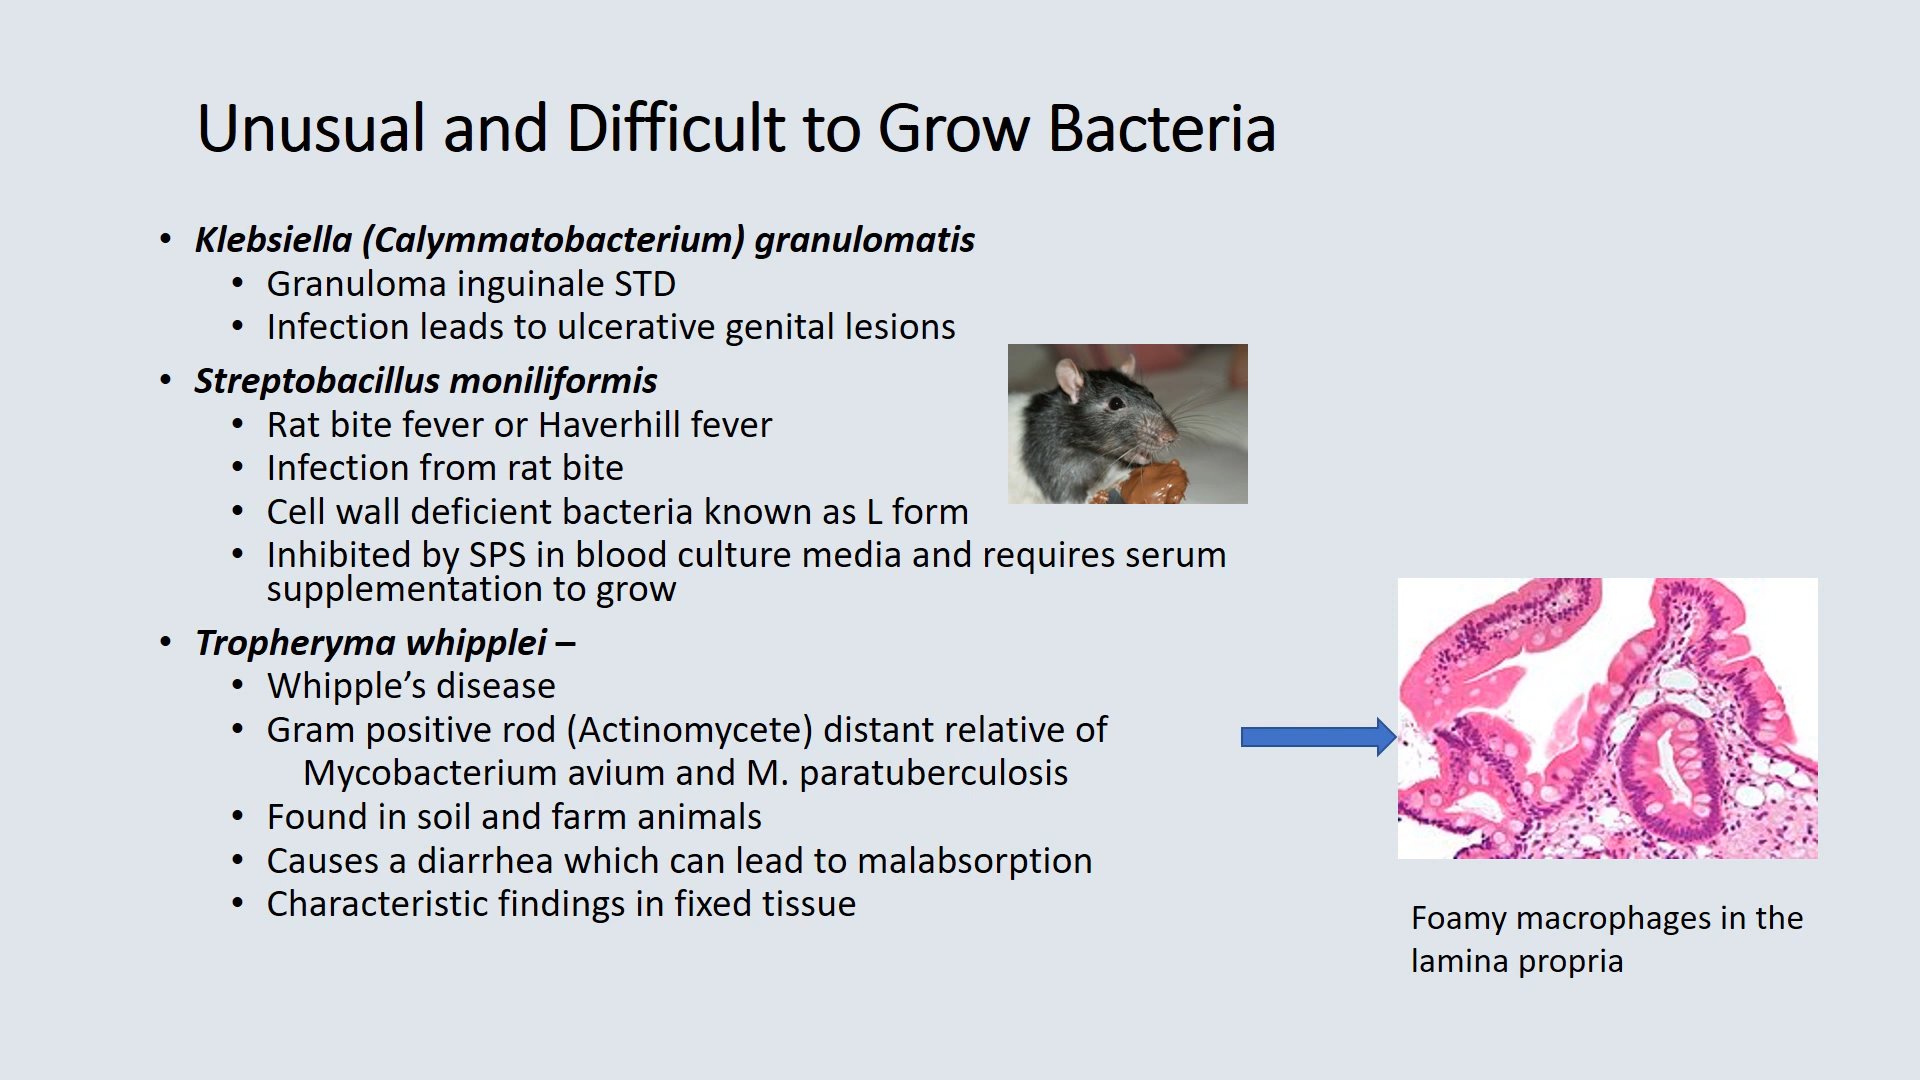 Unusual and Difficult to Grow Bacteria
• Klebsiella (Calymmatobacterium) granulomatis
• Granuloma inguinale STD
• Infection leads to ulcerative genital lesions
• Streptobacillus moniliformis
• Rat bite fever or Haverhill fever
• Infection from rat bite
• Cell wall deficient bacteria known as L form
• Inhibited by SPS in blood culture media and requires serum
supplementation to grow
• Tropheryma whipplei –
• Whipple’s disease
• Gram positive rod (Actinomycete) distant relative of
Mycobacterium avium and M. paratuberculosis
• Found in soil and farm animals
• Causes a diarrhea which can lead to malabsorption
• Characteristic findings in fixed tissue
Foamy macrophages in the
lamina propria